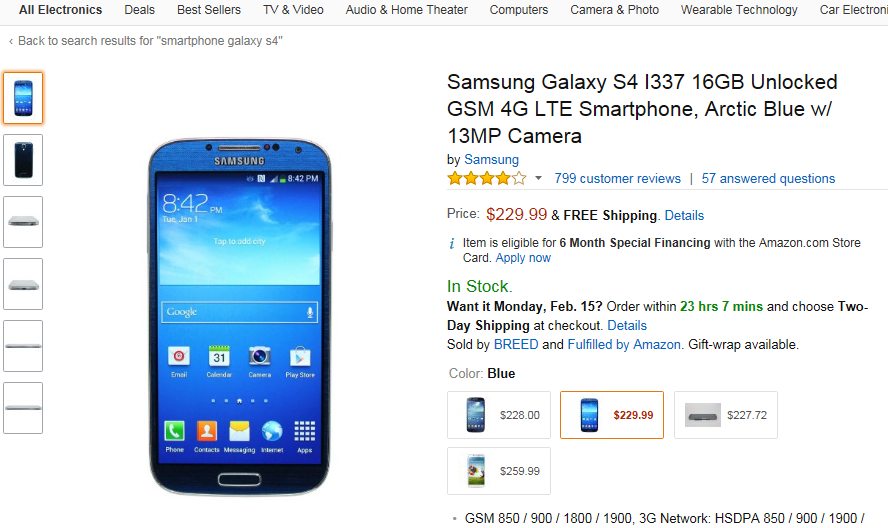 All Electronics Deals Best Sellers TV & Video Audio & Home Theater Computers Camera & Photo Wearable Technology Car Electroni
‹ Back to search results for "smartphone galaxy s4"
Samsung Galaxy S4 I337 16GB Unlocked
GSM 4G LTE Smartphone, Arctic Blue w/
13MP Camera
by Samsung
799 customer reviews | 57 answered questions
Price: $229.99 & FREE Shipping. Details
i Item is eligible for 6 Month Special Financing with the Amazon.com Store
Card. Apply now
In Stock.
Want it Monday, Feb. 15? Order within 23 hrs 7 mins and choose Two-
Day Shipping at checkout. Details
Sold by BREED and Fulfilled by Amazon. Gift-wrap available.
Color: Blue
$228.00 $229.99 $227.72
$259.99
• GSM 850 / 900 / 1800 / 1900, 3G Network: HSDPA 850 / 900 / 1900 /
SAMSUNG
8:42 PM
8:42 PM
Tue, Jan 1
Tap to add city
Google
31
Email Calendar Camera Play Store
Phone Contacts Messaging Internet Apps